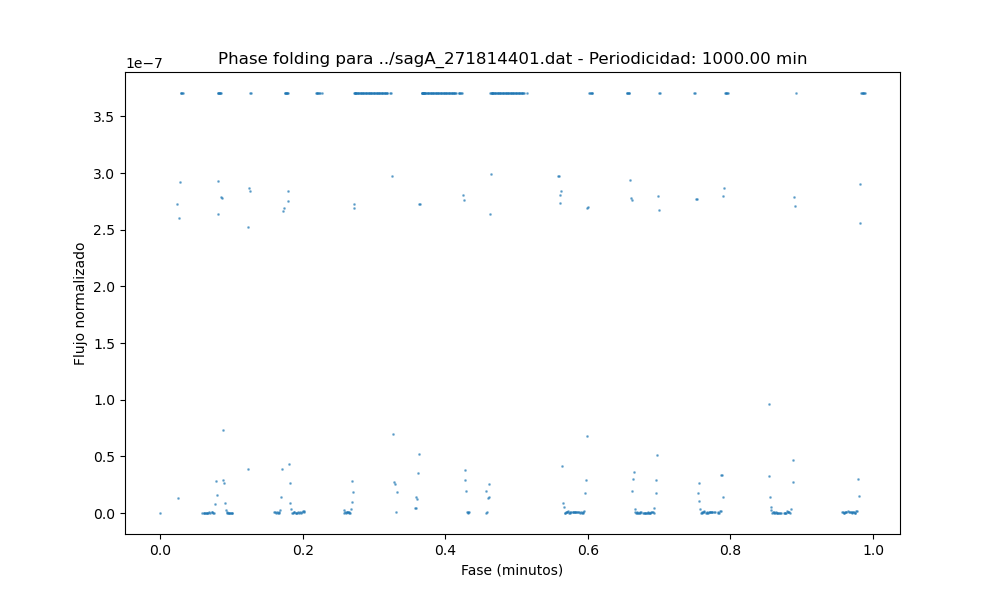 Phase folding para ../sagA_271814401.dat - Periodicidad: 1000.00 min
1e−7
3.5
3.0
2.5
2.0
1.5
1.0
0.5
0.0
Flujo normalizado
0.0 0.2 0.4 0.6 0.8 1.0
Fase (minutos)